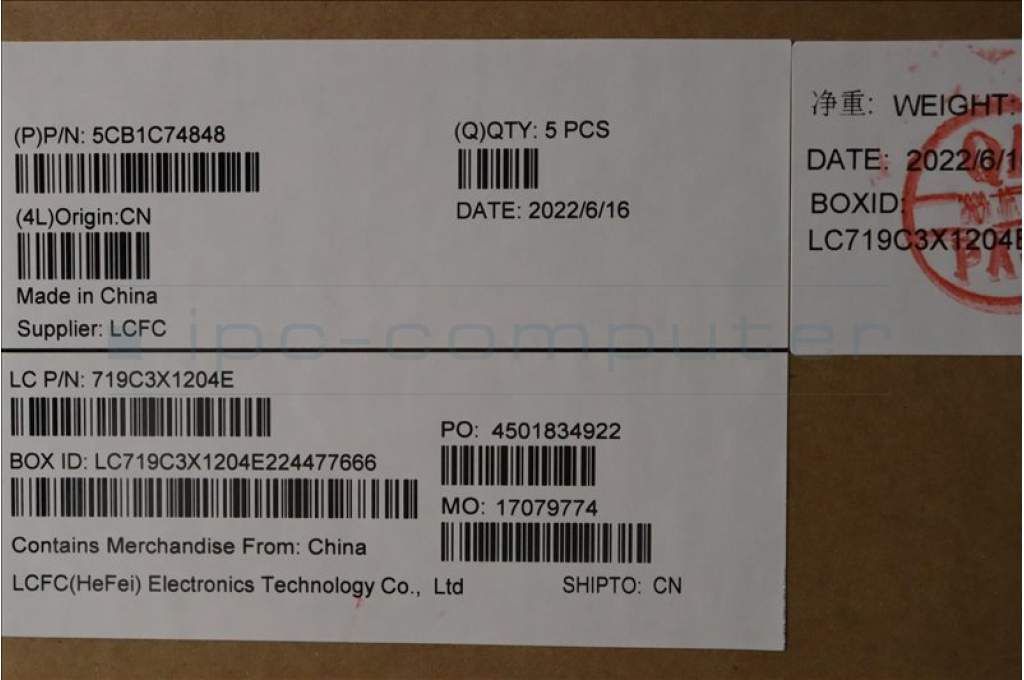 (P)P/N: 5CB1C74848
(Q)QTY: 5 PCS
(4L)Origin:CN
DATE: 2022/6/16
Made in China
Supplier: LCFC
LC P/N: 719C3X1204E
PO: 4501834922
BOX ID: LC719C3X1204E224477666
MO: 17079774
Contains Merchandise From: China
LCFC(HeFei) Electronics Technology Co., Ltd
SHIPTO: CN
净重: WEIGHT:
DATE: 2022/6/1
BOXID:
LC719C3X1204E
ipc-computer